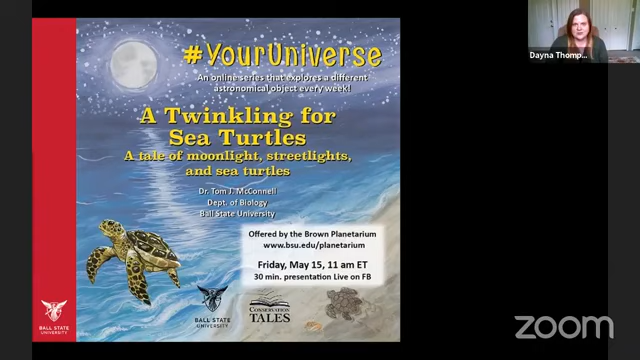 #YourUniverse
An online series that explores a different
astronomical object every week!
A Twinkling for
Sea Turtles
A tale of moonlight, streetlights,
and sea turtles
Dr. Tom J. McConnell
Dept. of Biology
Ball State University
Offered by the Brown Planetarium
www.bsu.edu/planetarium
Friday, May 15, 11 am ET
30 min. presentation Live on FB
BALL STATE
UNIVERSITY
BALL STATE
UNIVERSITY
CONSERVATION
TALES
Dayna Thomp...
zoom